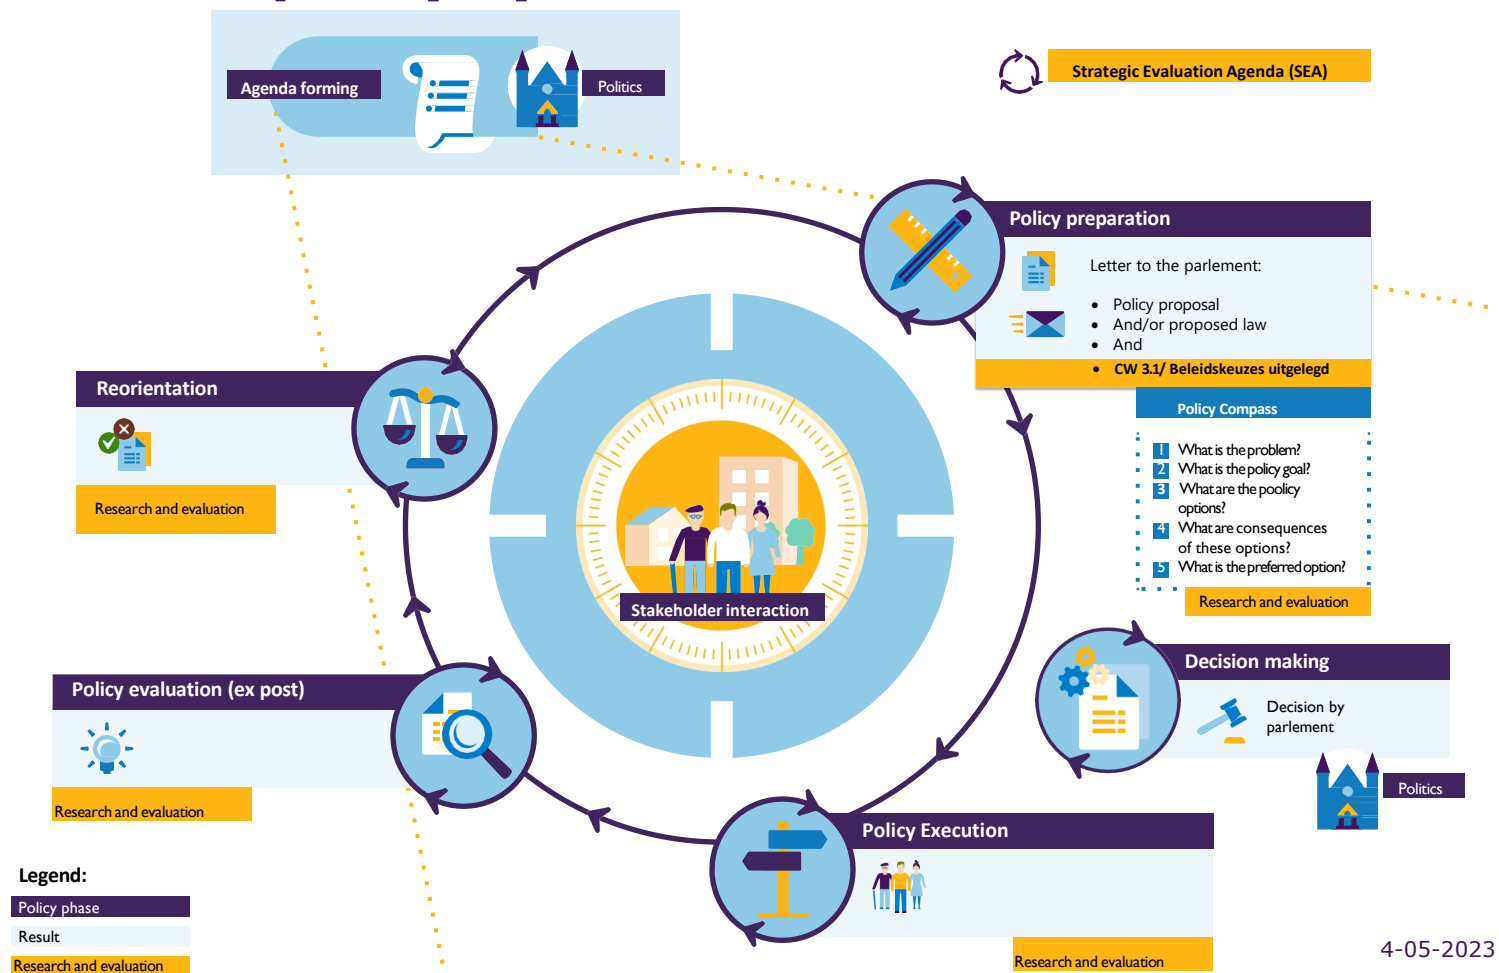 Agenda forming
Politics
Strategic Evaluation Agenda (SEA)
Policy preparation
Letter to the parlement:
• Policy proposal
• And/or proposed law
• And
• CW 3.1/ Beleidskeuzes uitgelegd
Policy Compass
1 What is the problem?
2 What is the policy goal?
3 What are the poolicy
options?
4 What are consequences
of these options?
5 What is the preferred option?
Research and evaluation
Reorientation
Research and evaluation
Stakeholder interaction
Decision making
Decision by
parlement
Politics
Policy evaluation (ex post)
Research and evaluation
Policy Execution
Research and evaluation
Legend:
Policy phase
Result
Research and evaluation
4-05-2023